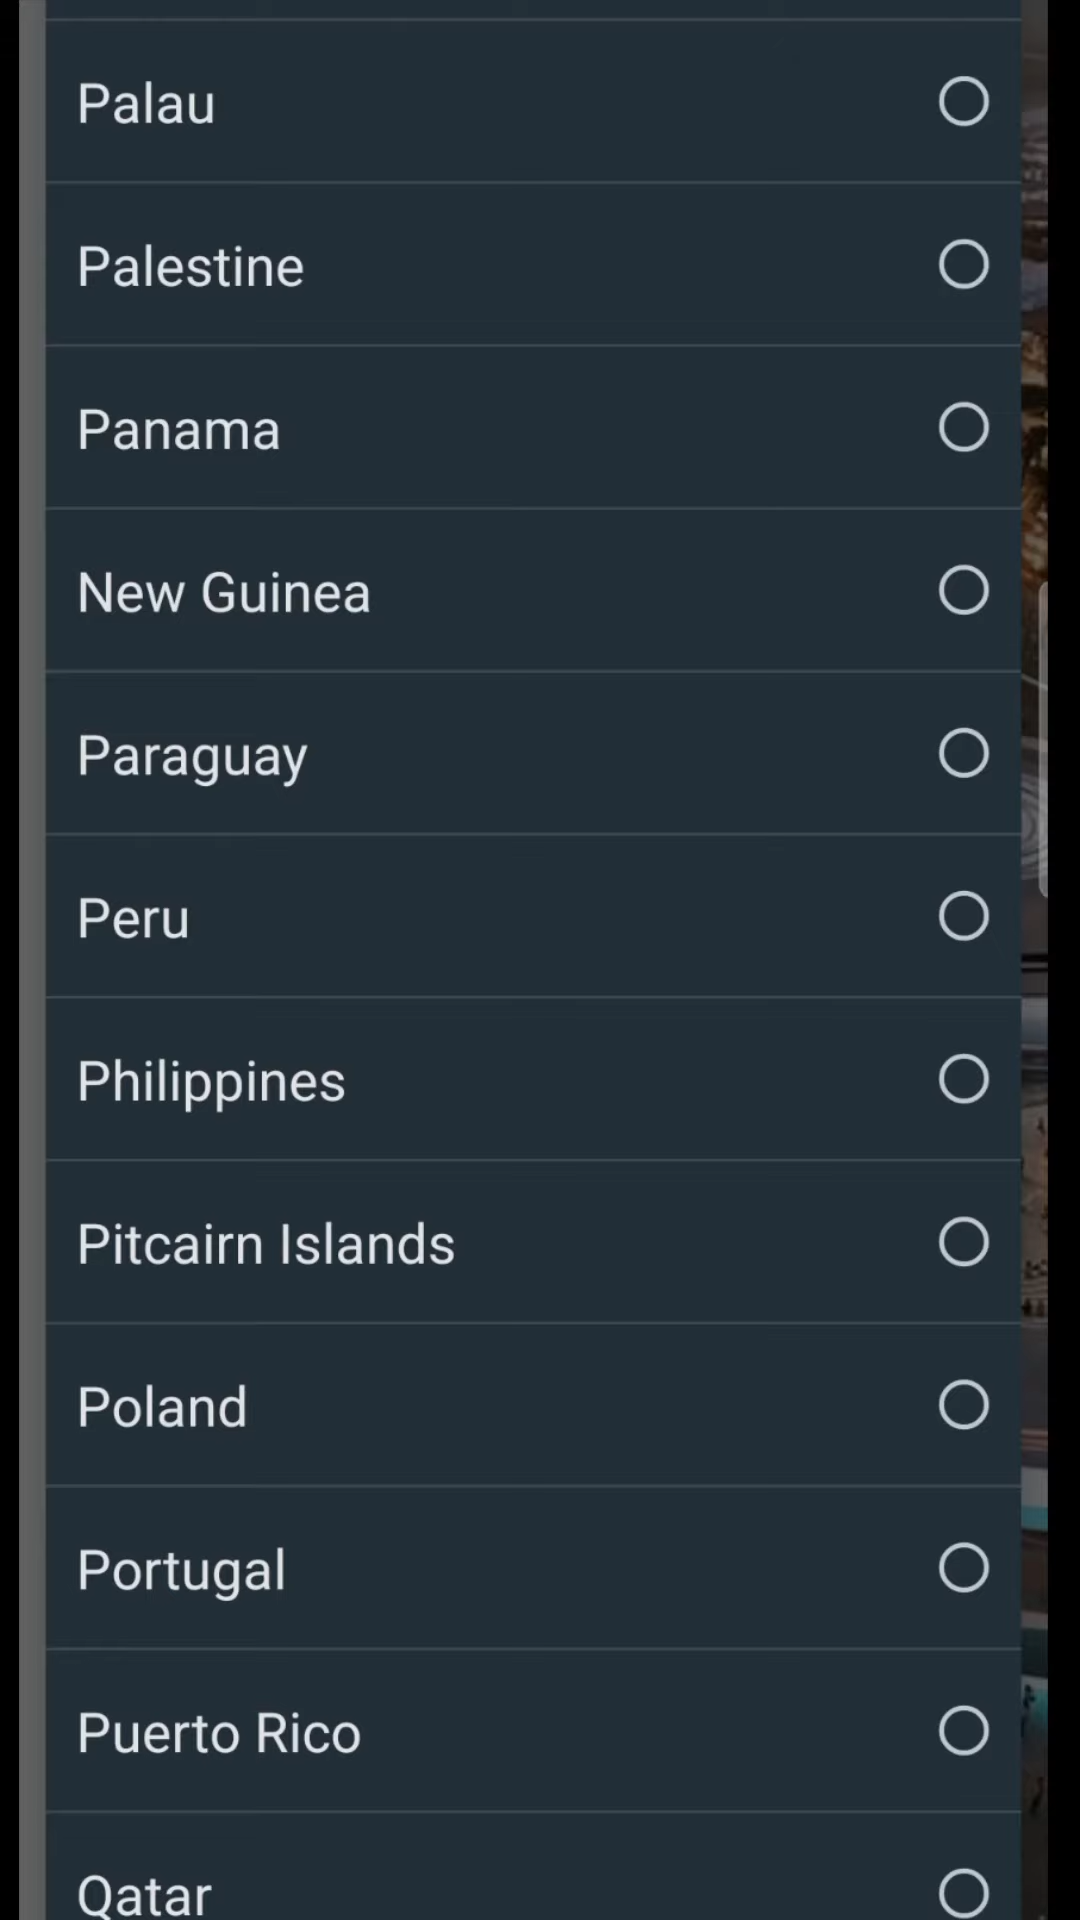 Palau
Palestine
Panama
New Guinea
Paraguay
Peru
Philippines
Pitcairn Islands
Poland
Portugal
Puerto Rico
Qatar